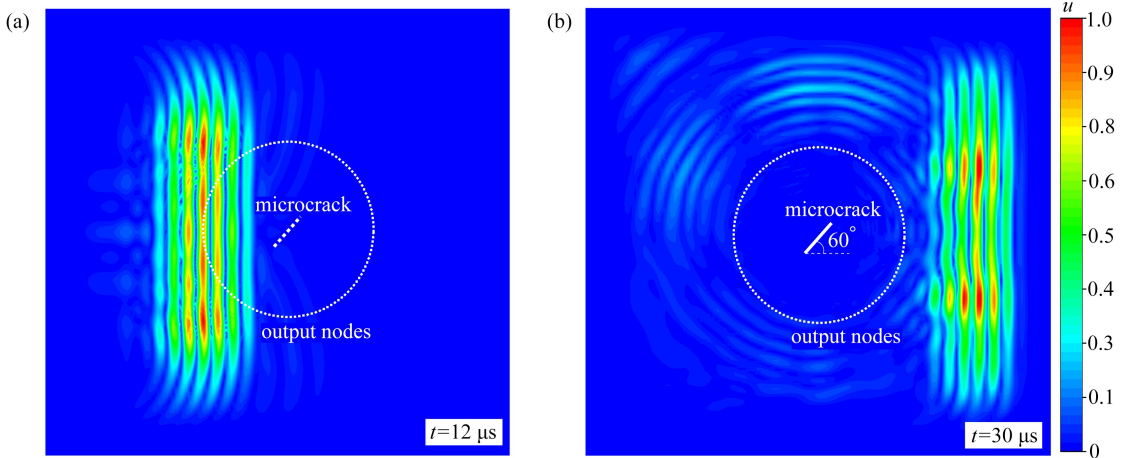 (a)
microcrack
output nodes
t=12 μs
(b)
microcrack
60°
output nodes
t=30 μs
u
1.0
0.9
0.8
0.7
0.6
0.5
0.4
0.3
0.2
0.1
0